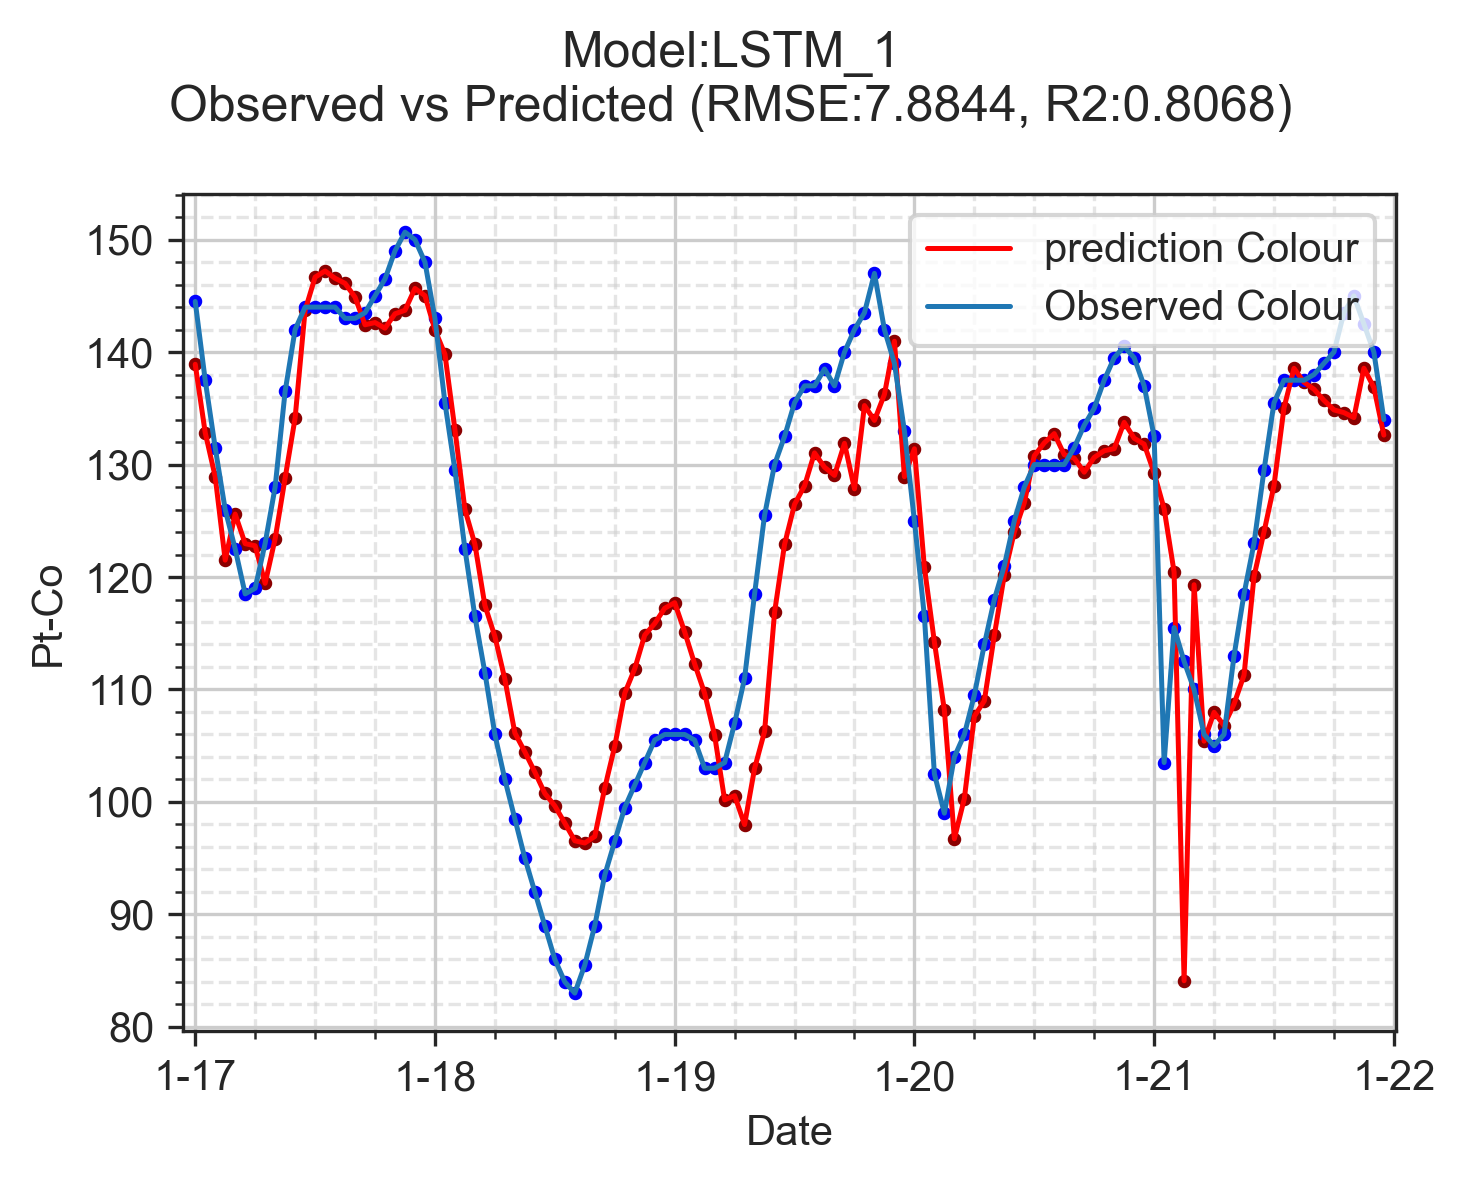 Model:LSTM_1
Observed vs Predicted (RMSE:7.8844, R2:0.8068)
prediction Colour
Observed Colour
150
140
130
120
110
100
90
80
Pt-Co
1-17
1-18
1-19
1-20
1-21
1-22
Date